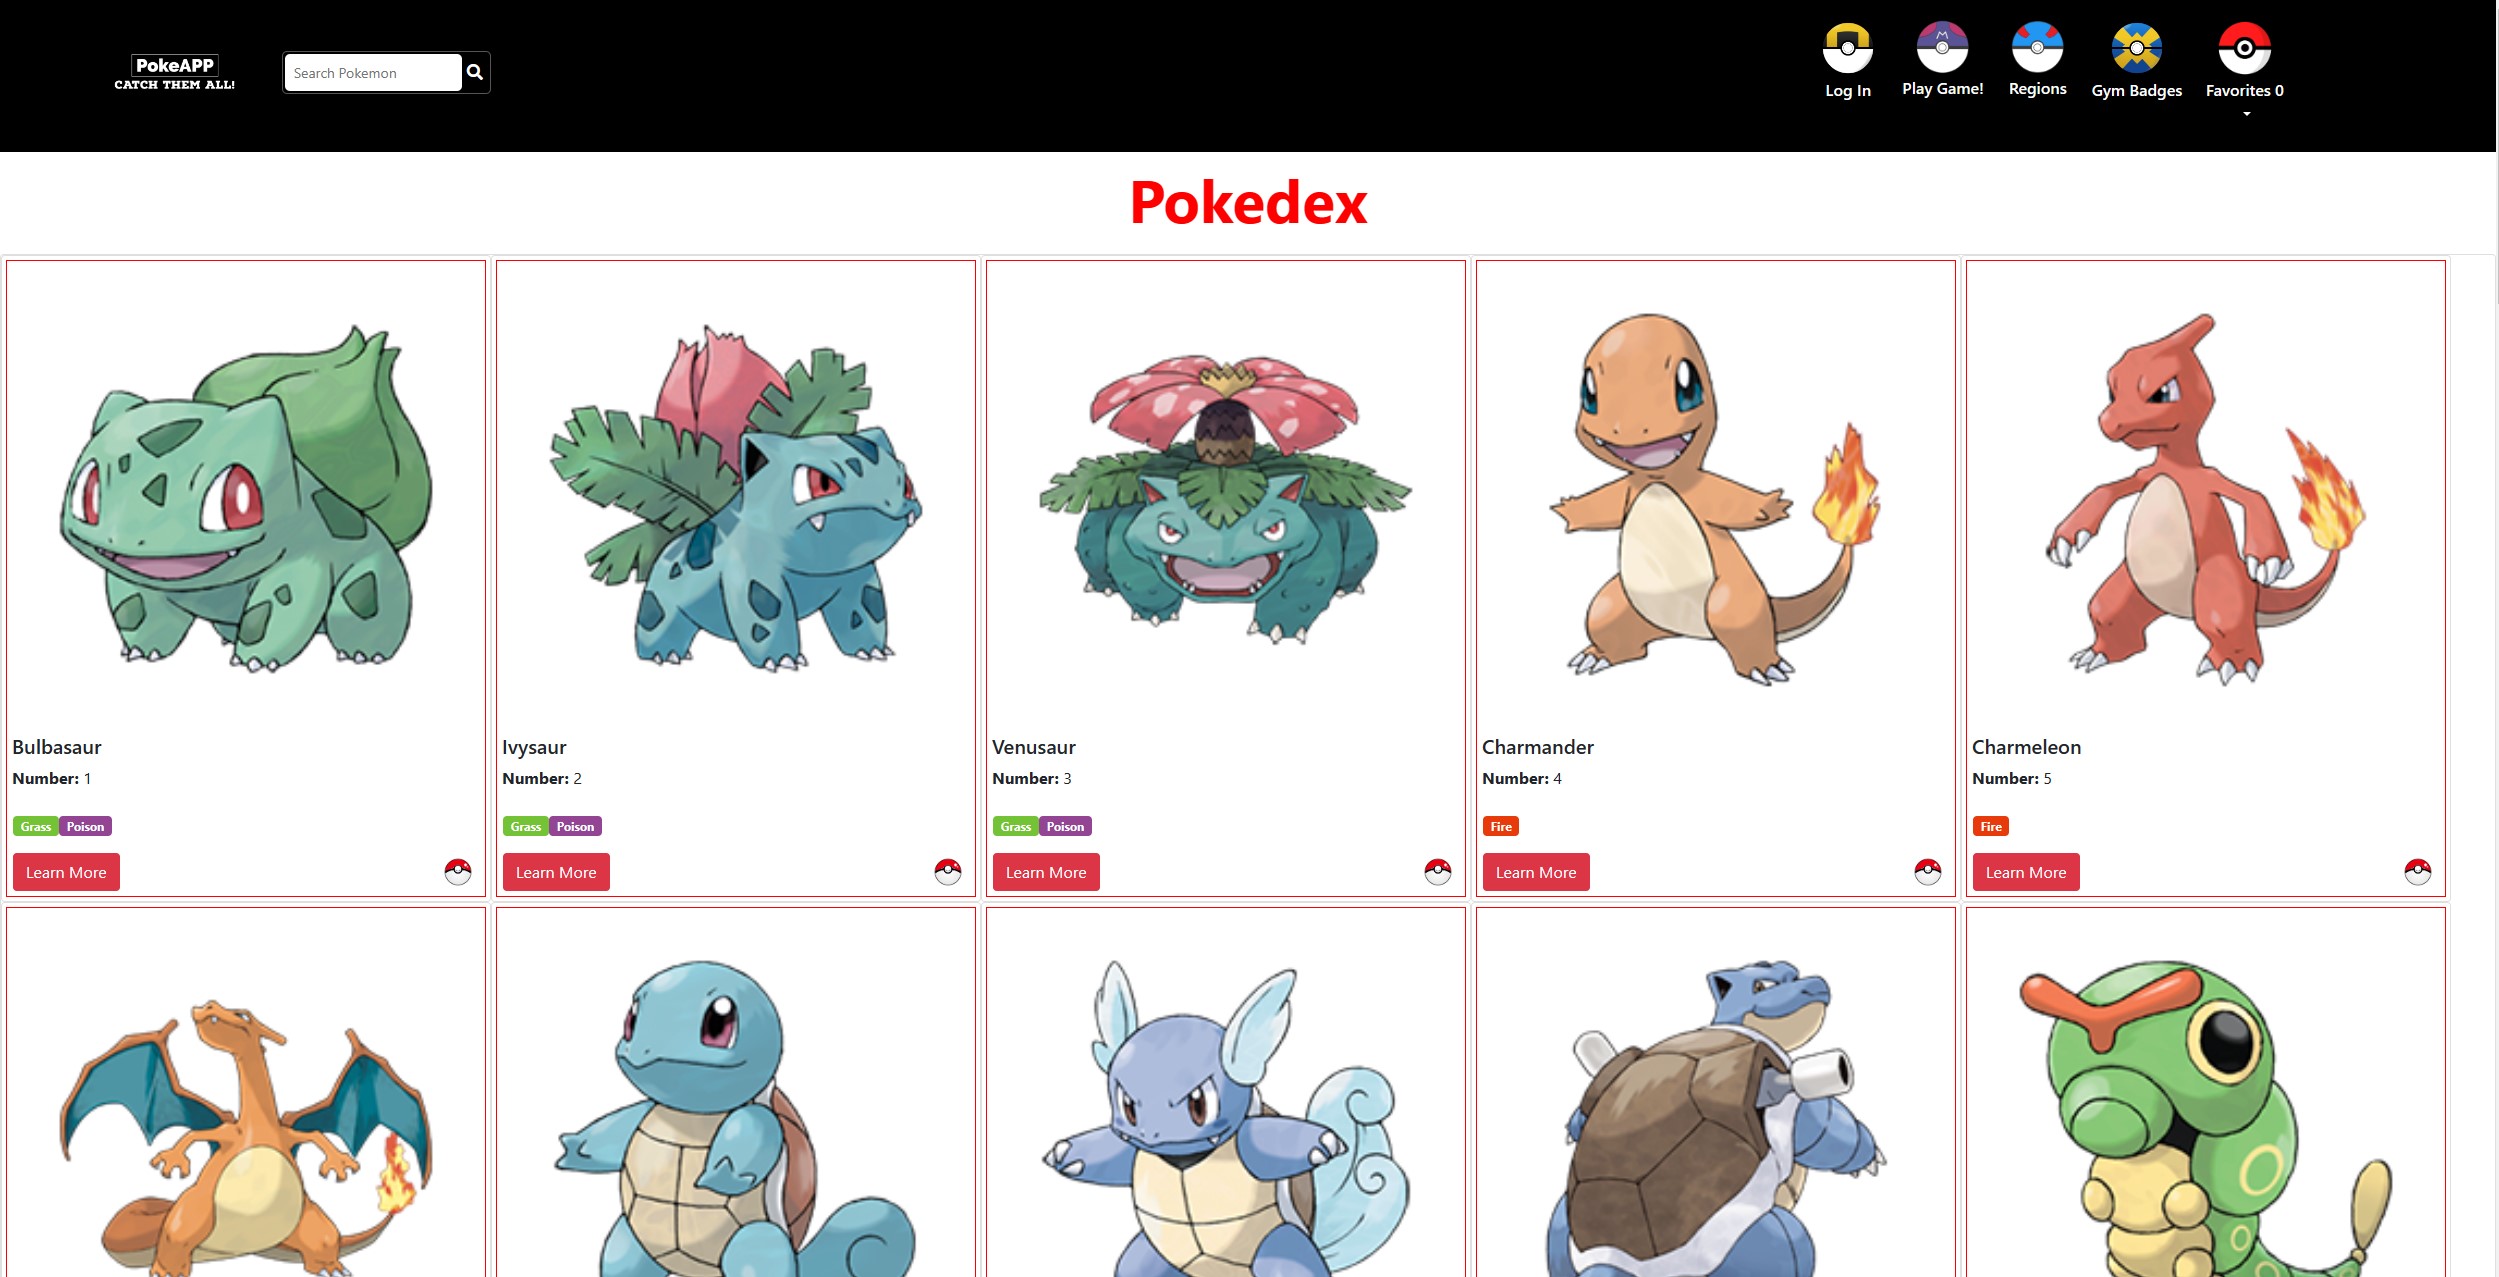 PokeAPP
CATCH THEM ALL!
Search Pokemon
Log In
Play Game!
Regions
Gym Badges
Favorites 0
Pokedex
Bulbasaur
Number: 1
Grass Poison
Learn More
Ivysaur
Number: 2
Grass Poison
Learn More
Venusaur
Number: 3
Grass Poison
Learn More
Charmander
Number: 4
Fire
Learn More
Charmeleon
Number: 5
Fire
Learn More